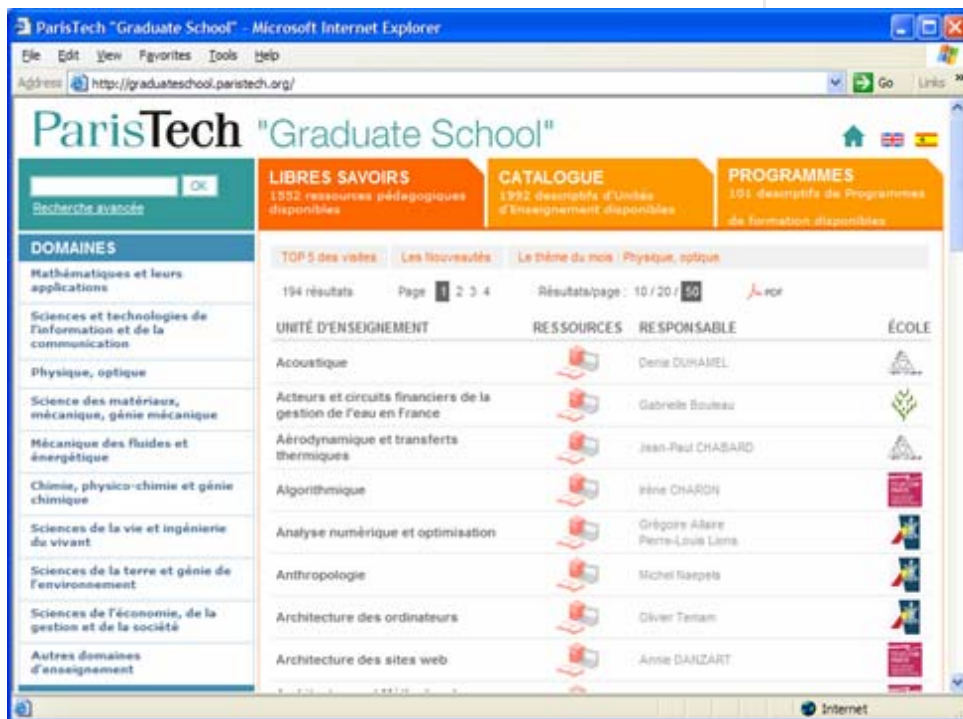 ParisTech "Graduate School" - Microsoft Internet Explorer
File Edit View Favorites Tools Help
Address http://graduateschool.paristech.org/ Go Links »
ParisTech "Graduate School"
OK
Recherche avancée
LIBRES SAVOIRS
1552 ressources pédagogiques
disponibles
CATALOGUE
1992 descriptifs d'Unités
d'Enseignement disponibles
PROGRAMMES
101 descriptifs de Programmes
de formation disponibles
DOMAINES
Mathématiques et leurs
applications
Sciences et technologies de
l'information et de la
communication
Physique, optique
Science des matériaux,
mécanique, génie mécanique
Mécanique des fluides et
énergétique
Chimie, physico-chimie et génie
chimique
Sciences de la vie et ingénierie
du vivant
Sciences de la terre et génie de
l'environnement
Sciences de l'économie, de la
gestion et de la société
Autres domaines
d'enseignement
TOP 5 des visites Les Nouveautés Le thème du mois : Physique, optique
194 résultats Page 1 2 3 4 Résultats/page : 10 / 20 / 50 PDF
UNITÉ D'ENSEIGNEMENT RESSOURCES RESPONSABLE ÉCOLE
Acoustique Denis DUHAMEL
Acteurs et circuits financiers de la
gestion de l'eau en France Gabrielle Bouleau
Aérodynamique et transferts
thermiques Jean-Paul CHABARD
Algorithmique Irène CHARON
Analyse numérique et optimisation Grégoire Allaire
Pierre-Louis Lions
Anthropologie Michel Naepels
Architecture des ordinateurs Olivier Temam
Architecture des sites web Annie DANZART
Internet